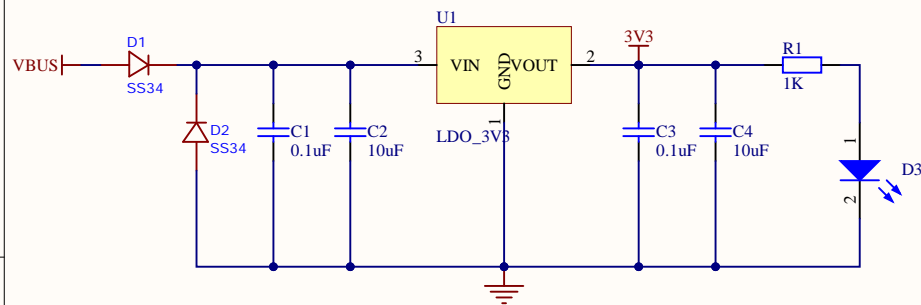 U1
D1
3V3
R1
VBUS
3
VIN
GND
VOUT
2
SS34
1K
D2
SS34
C1
0.1uF
C2
10uF
1
LDO_3V3
C3
0.1uF
C4
10uF
1
D3
2